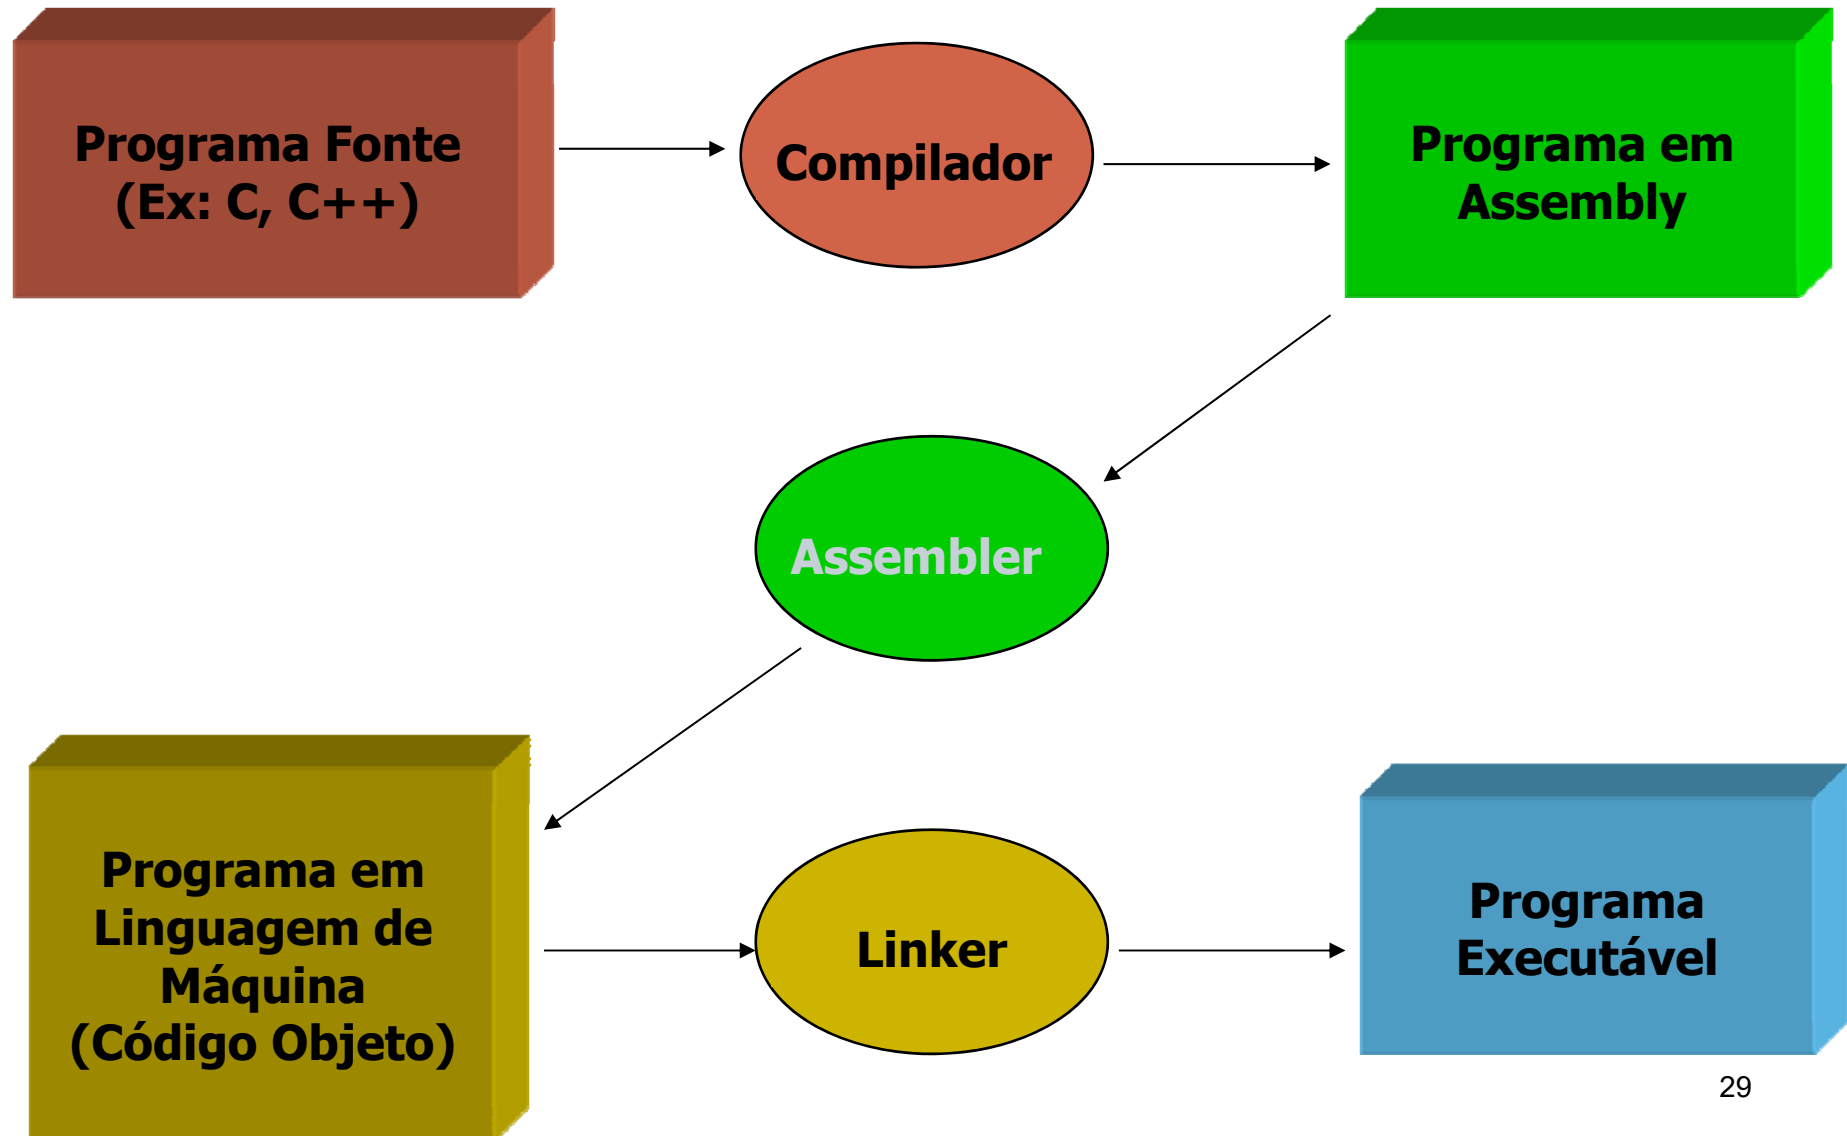 Programa Fonte
(Ex: C, C++)
Compilador
Programa em
Assembly
Assembler
Programa em
Linguagem de
Máquina
(Código Objeto)
Linker
Programa
Executável
29